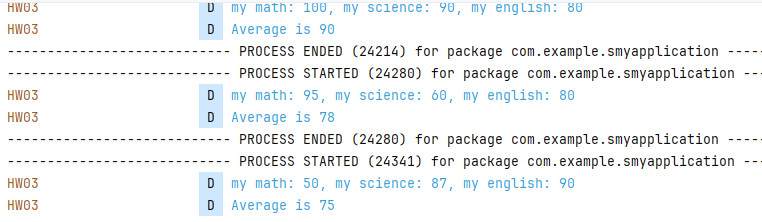 HW03 D my math: 100, my science: 90, my english: 80
HW03 D Average is 90
---------------------------- PROCESS ENDED (24214) for package com.example.smyapplication -----
---------------------------- PROCESS STARTED (24280) for package com.example.smyapplication ---
HW03 D my math: 95, my science: 60, my english: 80
HW03 D Average is 78
---------------------------- PROCESS ENDED (24280) for package com.example.smyapplication -----
---------------------------- PROCESS STARTED (24341) for package com.example.smyapplication ---
HW03 D my math: 50, my science: 87, my english: 90
HW03 D Average is 75